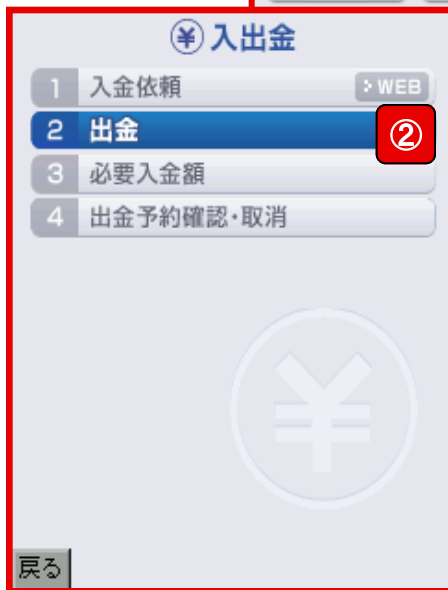 ¥ 入出金
1 入金依頼 > WEB
2 出金 ②
3 必要入金額
4 出金予約確認・取消
¥
戻る